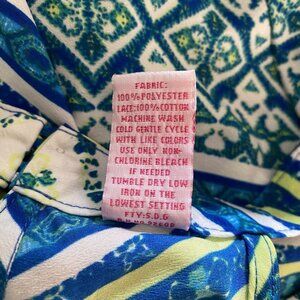 FABRIC:
100%POLYESTER
LACE:100%COTTON
MACHINE WASH
COLD GENTLE CYCLE
WITH LIKE COLORS
USE ONLY NON-
CHLORINE BLEACH
IF NEEDED
TUMBLE DRY LOW
IRON ON THE
LOWEST SETTING
FTY:S.D.G